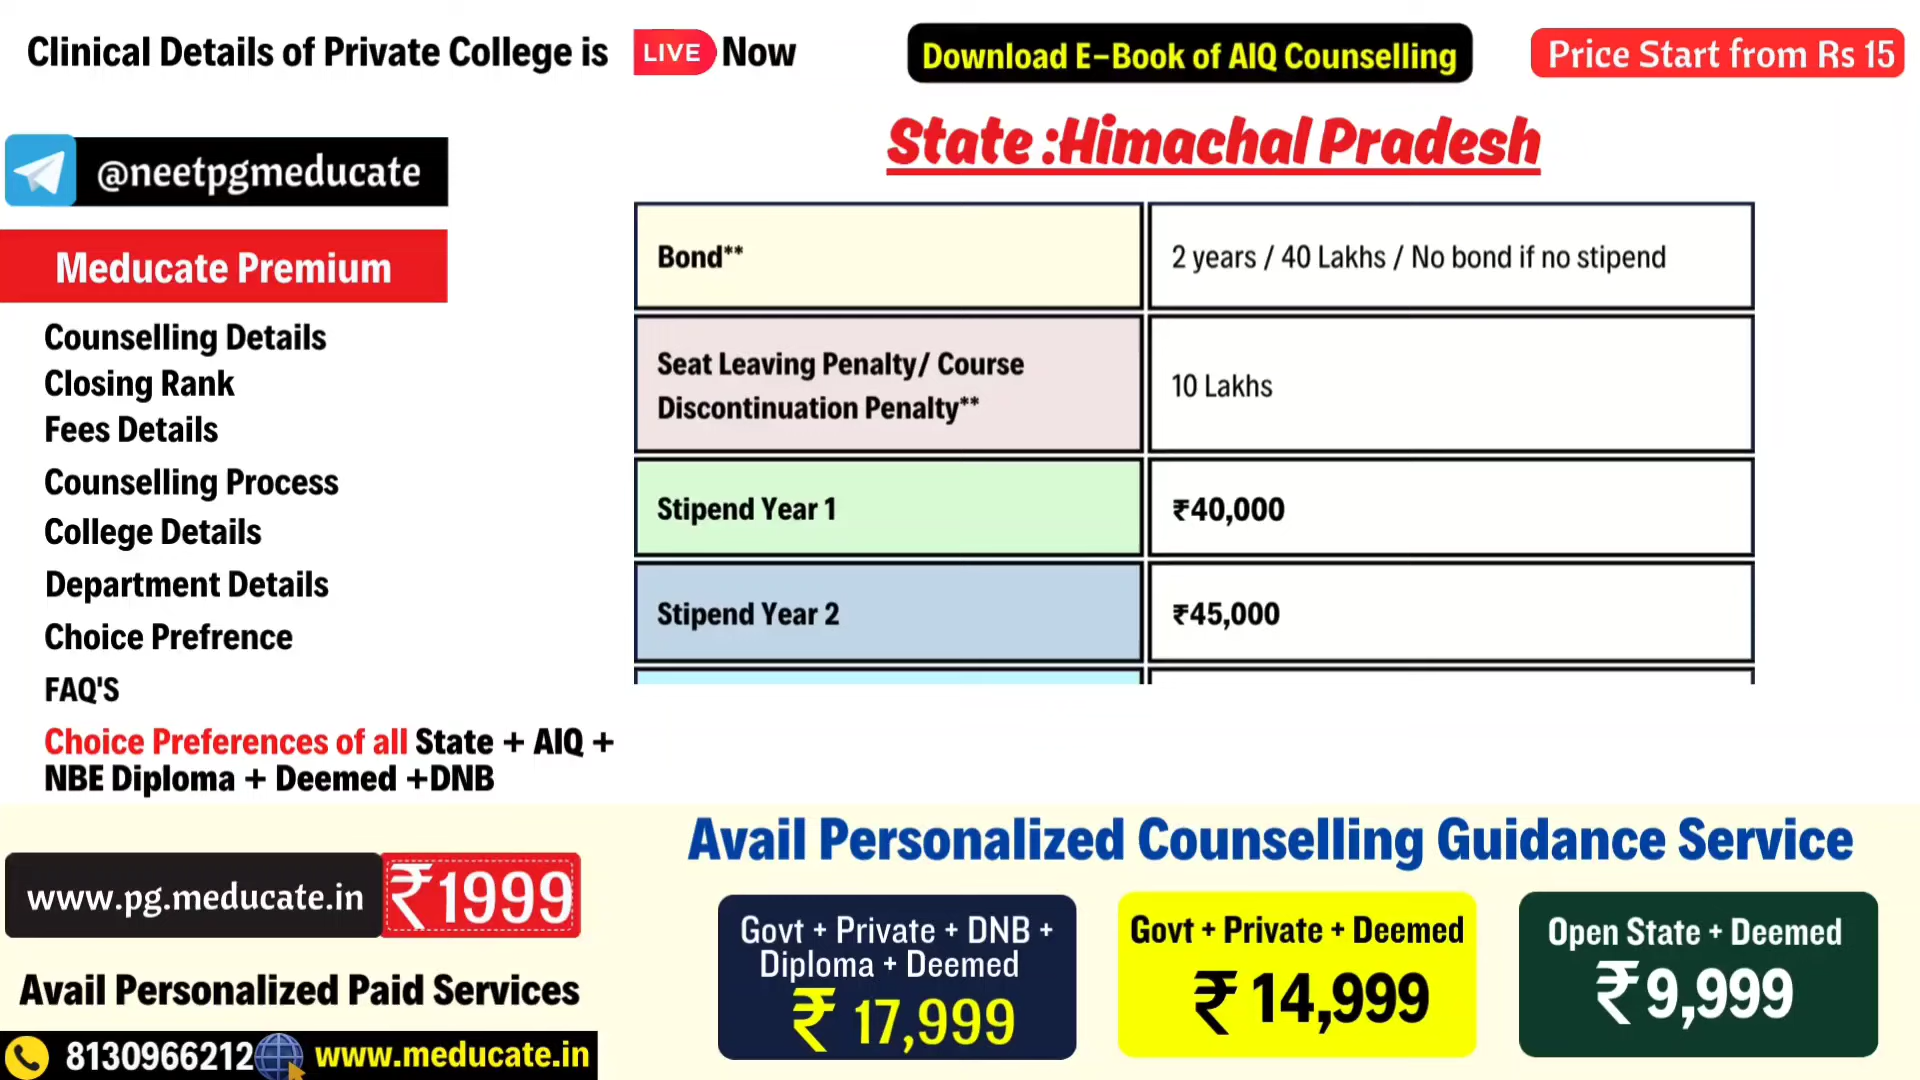 Clinical Details of Private College is LIVE Now
Download E-Book of AIQ Counselling
Price Start from Rs 15
@neetpgmeducate
Meducate Premium
Counselling Details
Closing Rank
Fees Details
Counselling Process
College Details
Department Details
Choice Prefrence
FAQ'S
Choice Preferences of all State + AIQ +
NBE Diploma + Deemed +DNB
State :Himachal Pradesh
Bond**
2 years / 40 Lakhs / No bond if no stipend
Seat Leaving Penalty/ Course
Discontinuation Penalty**
10 Lakhs
Stipend Year 1
₹40,000
Stipend Year 2
₹45,000
www.pg.meducate.in
₹1999
Avail Personalized Paid Services
8130966212
www.meducate.in
Avail Personalized Counselling Guidance Service
Govt + Private + DNB +
Diploma + Deemed
₹ 17,999
Govt + Private + Deemed
₹ 14,999
Open State + Deemed
₹9,999